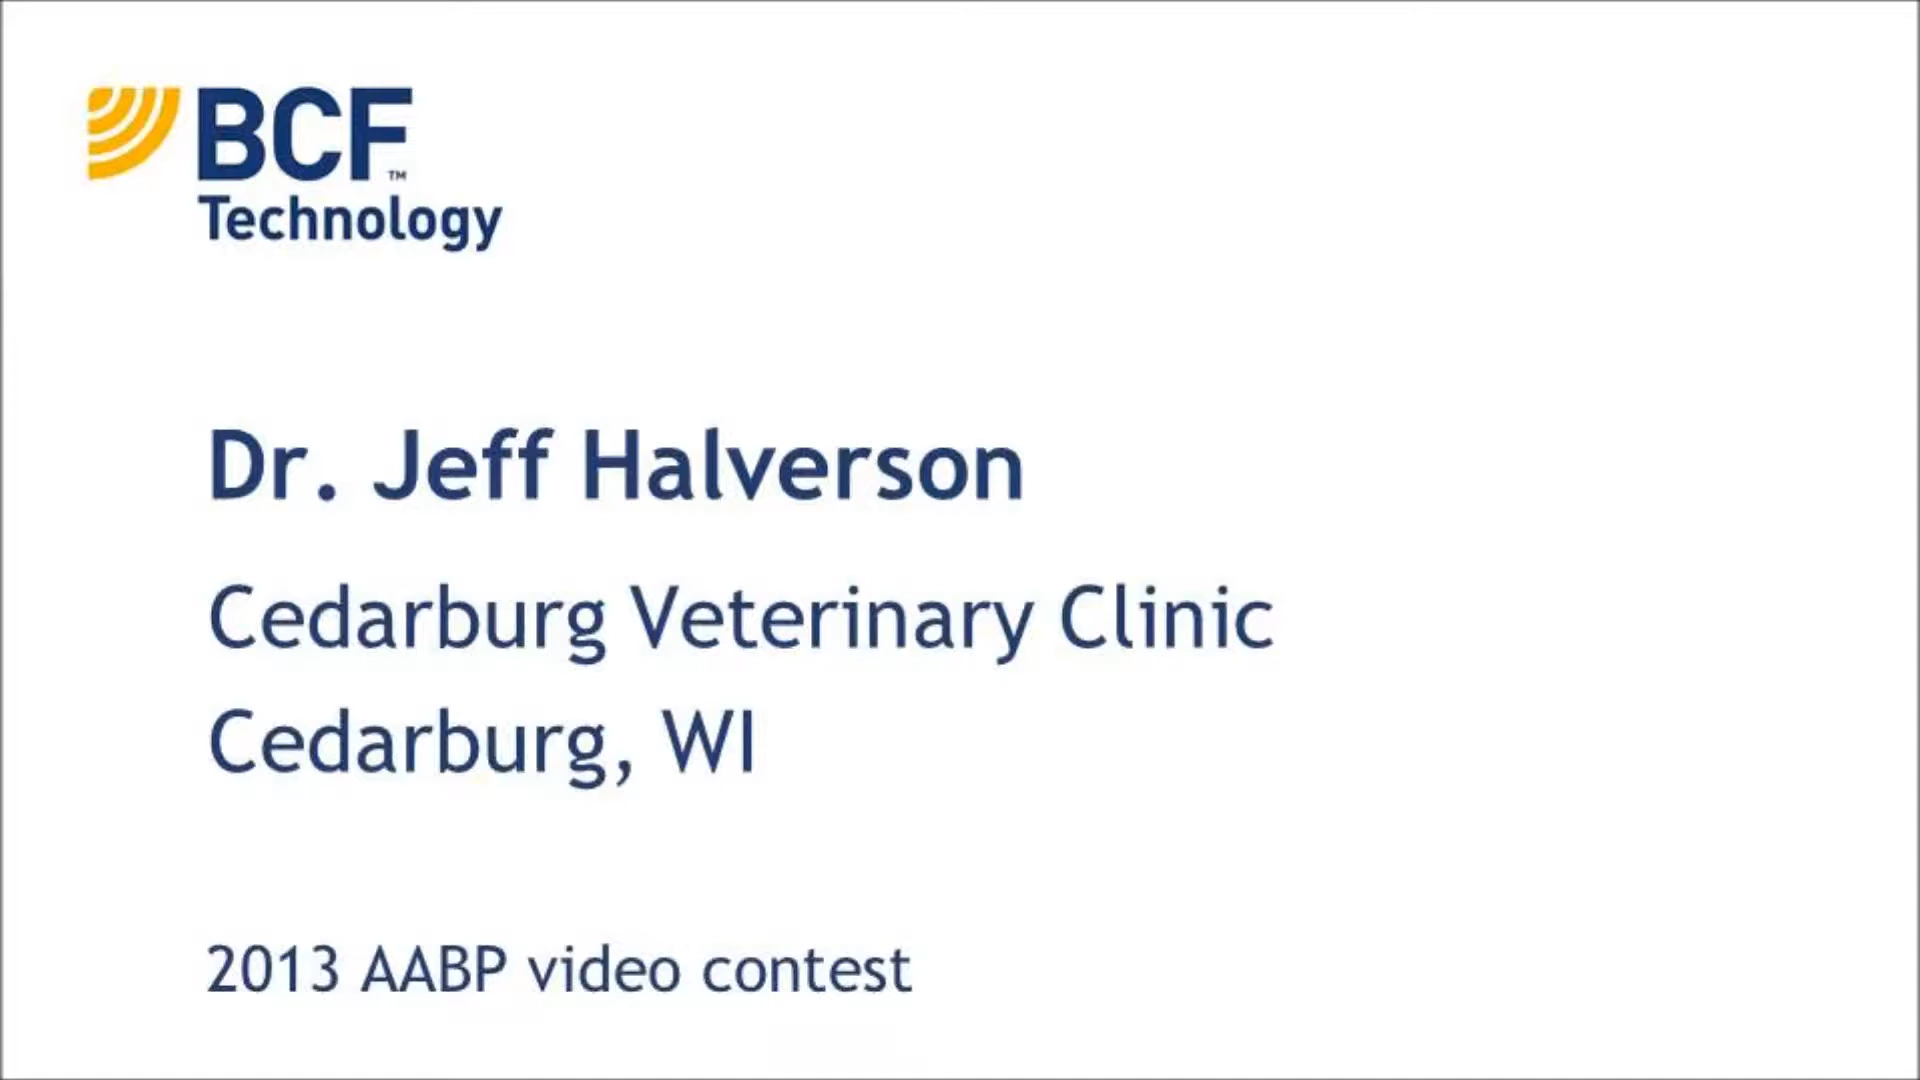 BCF™
Technology
Dr. Jeff Halverson
Cedarburg Veterinary Clinic
Cedarburg, WI
2013 AABP video contest